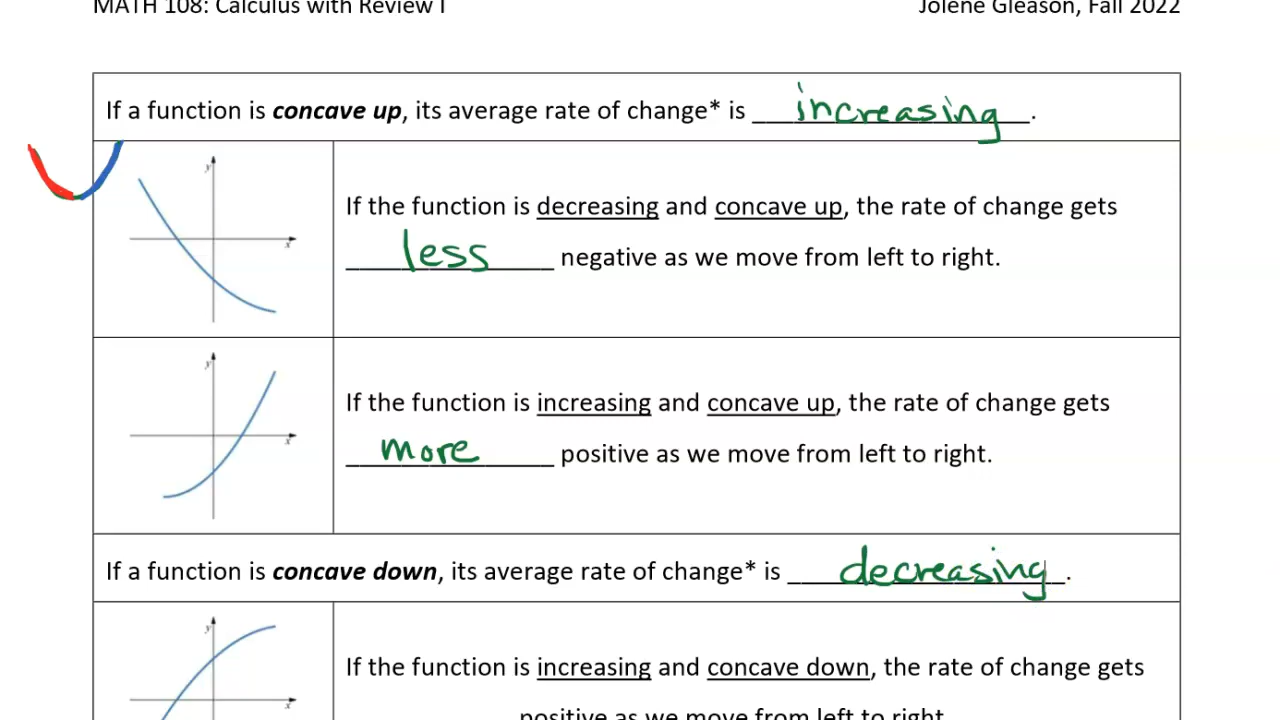 MATH 108: Calculus with Review I
Jolene Gleason, Fall 2022
If a function is concave up, its average rate of change* is increasing.
y
x
If the function is decreasing and concave up, the rate of change gets
less negative as we move from left to right.
y
x
If the function is increasing and concave up, the rate of change gets
more positive as we move from left to right.
If a function is concave down, its average rate of change* is decreasing.
y
x
If the function is increasing and concave down, the rate of change gets
positive as we move from left to right.